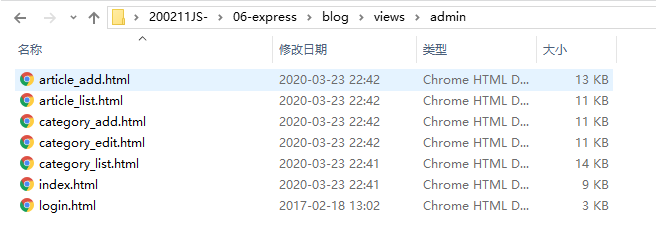 200211JS- › 06-express › blog › views › admin
名称 修改日期 类型 大小
article_add.html 2020-03-23 22:42 Chrome HTML D... 13 KB
article_list.html 2020-03-23 22:42 Chrome HTML D... 11 KB
category_add.html 2020-03-23 22:42 Chrome HTML D... 11 KB
category_edit.html 2020-03-23 22:42 Chrome HTML D... 11 KB
category_list.html 2020-03-23 22:41 Chrome HTML D... 14 KB
index.html 2020-03-23 22:41 Chrome HTML D... 9 KB
login.html 2017-02-18 13:02 Chrome HTML D... 3 KB